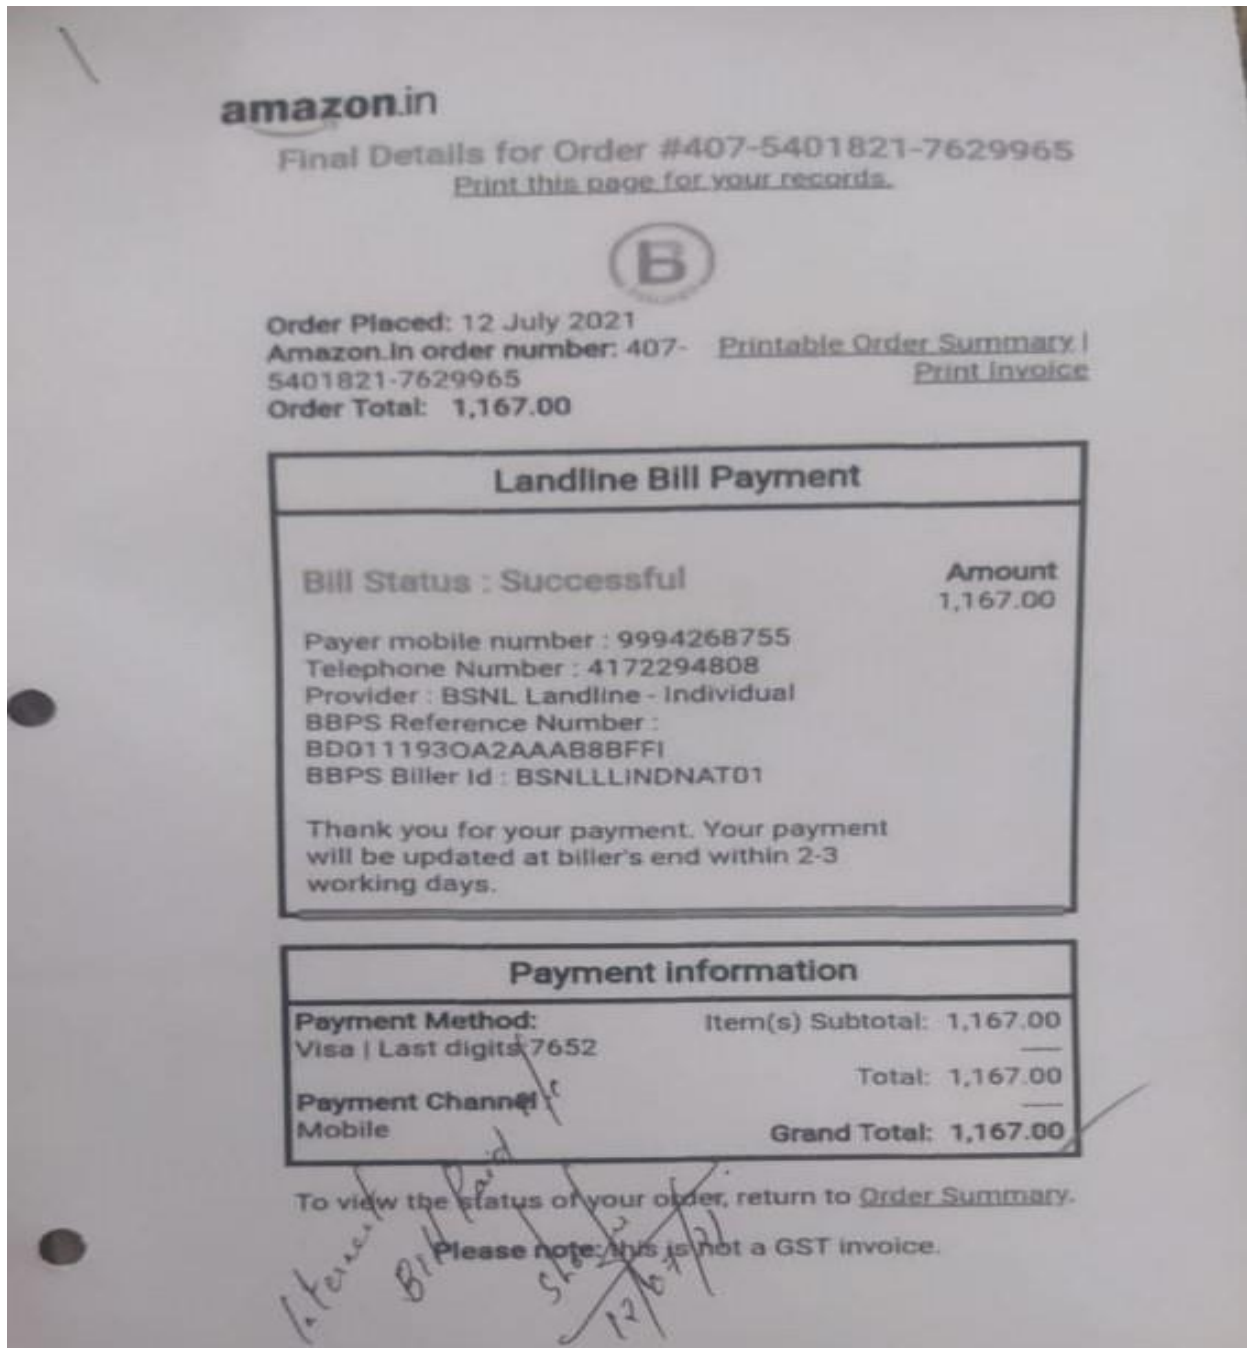 amazon.in
Final Details for Order #407-5401821-7629965
Print this page for your records.
B
Order Placed: 12 July 2021
Amazon.in order number: 407-
5401821-7629965
Order Total: 1,167.00
Printable Order Summary |
Print Invoice
Landline Bill Payment
Bill Status : Successful
Amount
1,167.00
Payer mobile number : 9994268755
Telephone Number : 4172294808
Provider : BSNL Landline - Individual
BBPS Reference Number :
BD011193OA2AAAB8BFFI
BBPS Biller Id : BSNLLLINDNAT01
Thank you for your payment. Your payment
will be updated at biller's end within 2-3
working days.
Payment information
Payment Method:
Visa | Last digits 7652
Payment Channel :
Mobile
Item(s) Subtotal: 1,167.00
Total: 1,167.00
Grand Total: 1,167.00
To view the status of your order, return to Order Summary.
Please note: this is not a GST invoice.
Internet
Bill Paid
12/07/21